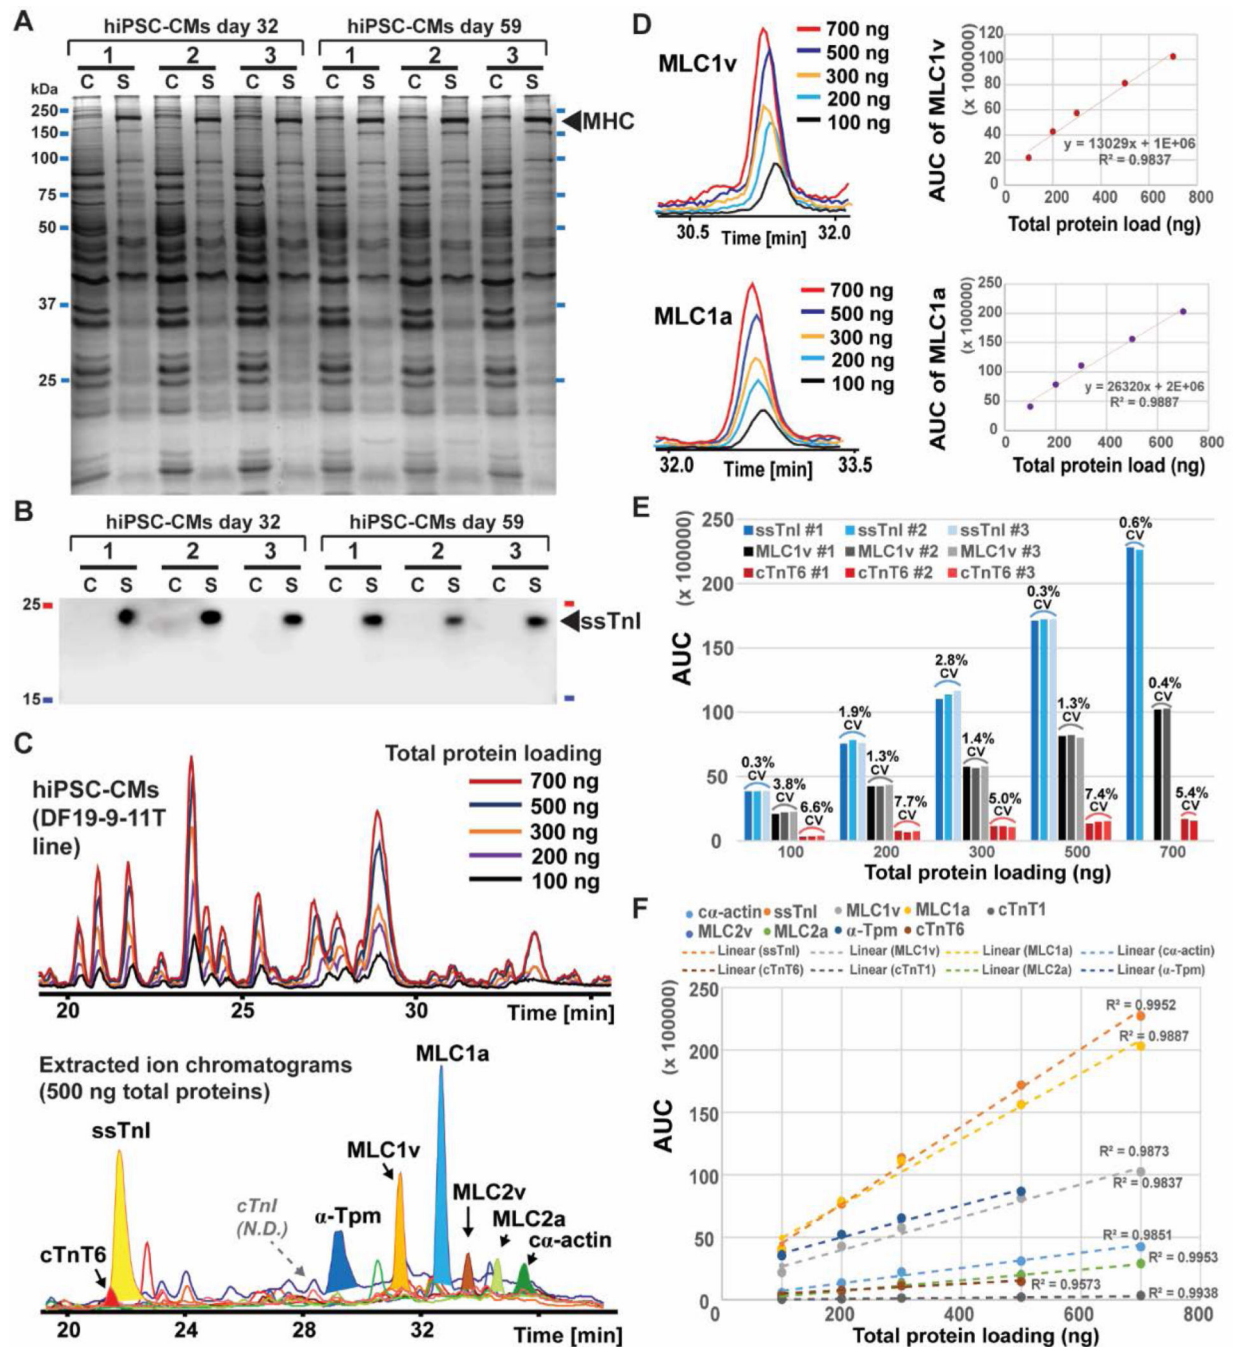 A
hiPSC-CMs day 32
hiPSC-CMs day 59
1 2 3 1 2 3
C S C S C S C S C S C S
kDa
250
150
100
75
50
37
25
MHC
B
hiPSC-CMs day 32
hiPSC-CMs day 59
1 2 3 1 2 3
C S C S C S C S C S C S
25
15
ssTnI
C
hiPSC-CMs
(DF19-9-11T
line)
Total protein loading
700 ng
500 ng
300 ng
200 ng
100 ng
20 25 30 Time [min]
Extracted ion chromatograms
(500 ng total proteins)
MLC1a
ssTnI
MLC1v
cTnI
(N.D.)
α-Tpm
MLC2v
MLC2a
cTnT6
cα-actin
20 24 28 32 Time [min]
D
MLC1v
700 ng
500 ng
300 ng
200 ng
100 ng
30.5 Time [min] 32.0
AUC of MLC1v
(x 100000)
120
100
80
60
40
20
0
y = 13029x + 1E+06
R² = 0.9837
0 200 400 600 800
Total protein load (ng)
MLC1a
700 ng
500 ng
300 ng
200 ng
100 ng
32.0 Time [min] 33.5
AUC of MLC1a
(x 100000)
250
200
150
100
50
0
y = 26320x + 2E+06
R² = 0.9887
0 200 400 600 800
Total protein load (ng)
E
AUC
(x 100000)
250
200
150
100
50
0
ssTnI #1 ssTnI #2 ssTnI #3
MLC1v #1 MLC1v #2 MLC1v #3
cTnT6 #1 cTnT6 #2 cTnT6 #3
0.3%
CV
3.8%
CV
6.6%
CV
1.9%
CV
1.3%
CV
7.7%
CV
2.8%
CV
1.4%
CV
5.0%
CV
0.3%
CV
1.3%
CV
7.4%
CV
0.6%
CV
0.4%
CV
5.4%
CV
100 200 300 500 700
Total protein loading (ng)
F
cα-actin ssTnI MLC1v MLC1a cTnT1
MLC2v MLC2a α-Tpm cTnT6
Linear (ssTnI) Linear (MLC1v) Linear (MLC1a) Linear (cα-actin)
Linear (cTnT6) Linear (cTnT1) Linear (MLC2a) Linear (α-Tpm)
AUC
(x 100000)
250
200
150
100
50
0
R² = 0.9952
R² = 0.9887
R² = 0.9873
R² = 0.9837
R² = 0.9851
R² = 0.9953
R² = 0.9573
R² = 0.9938
0 200 400 600 800
Total protein loading (ng)